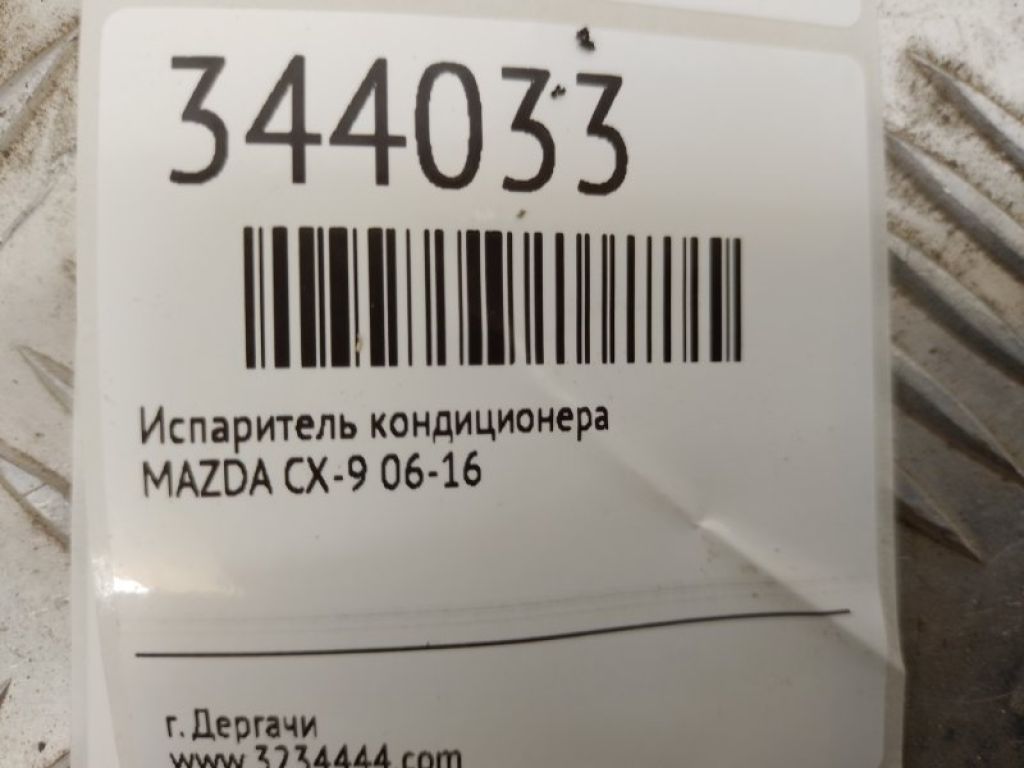 344033
Испаритель кондиционера
MAZDA CX-9 06-16
г. Дергачи
www.3234444.com